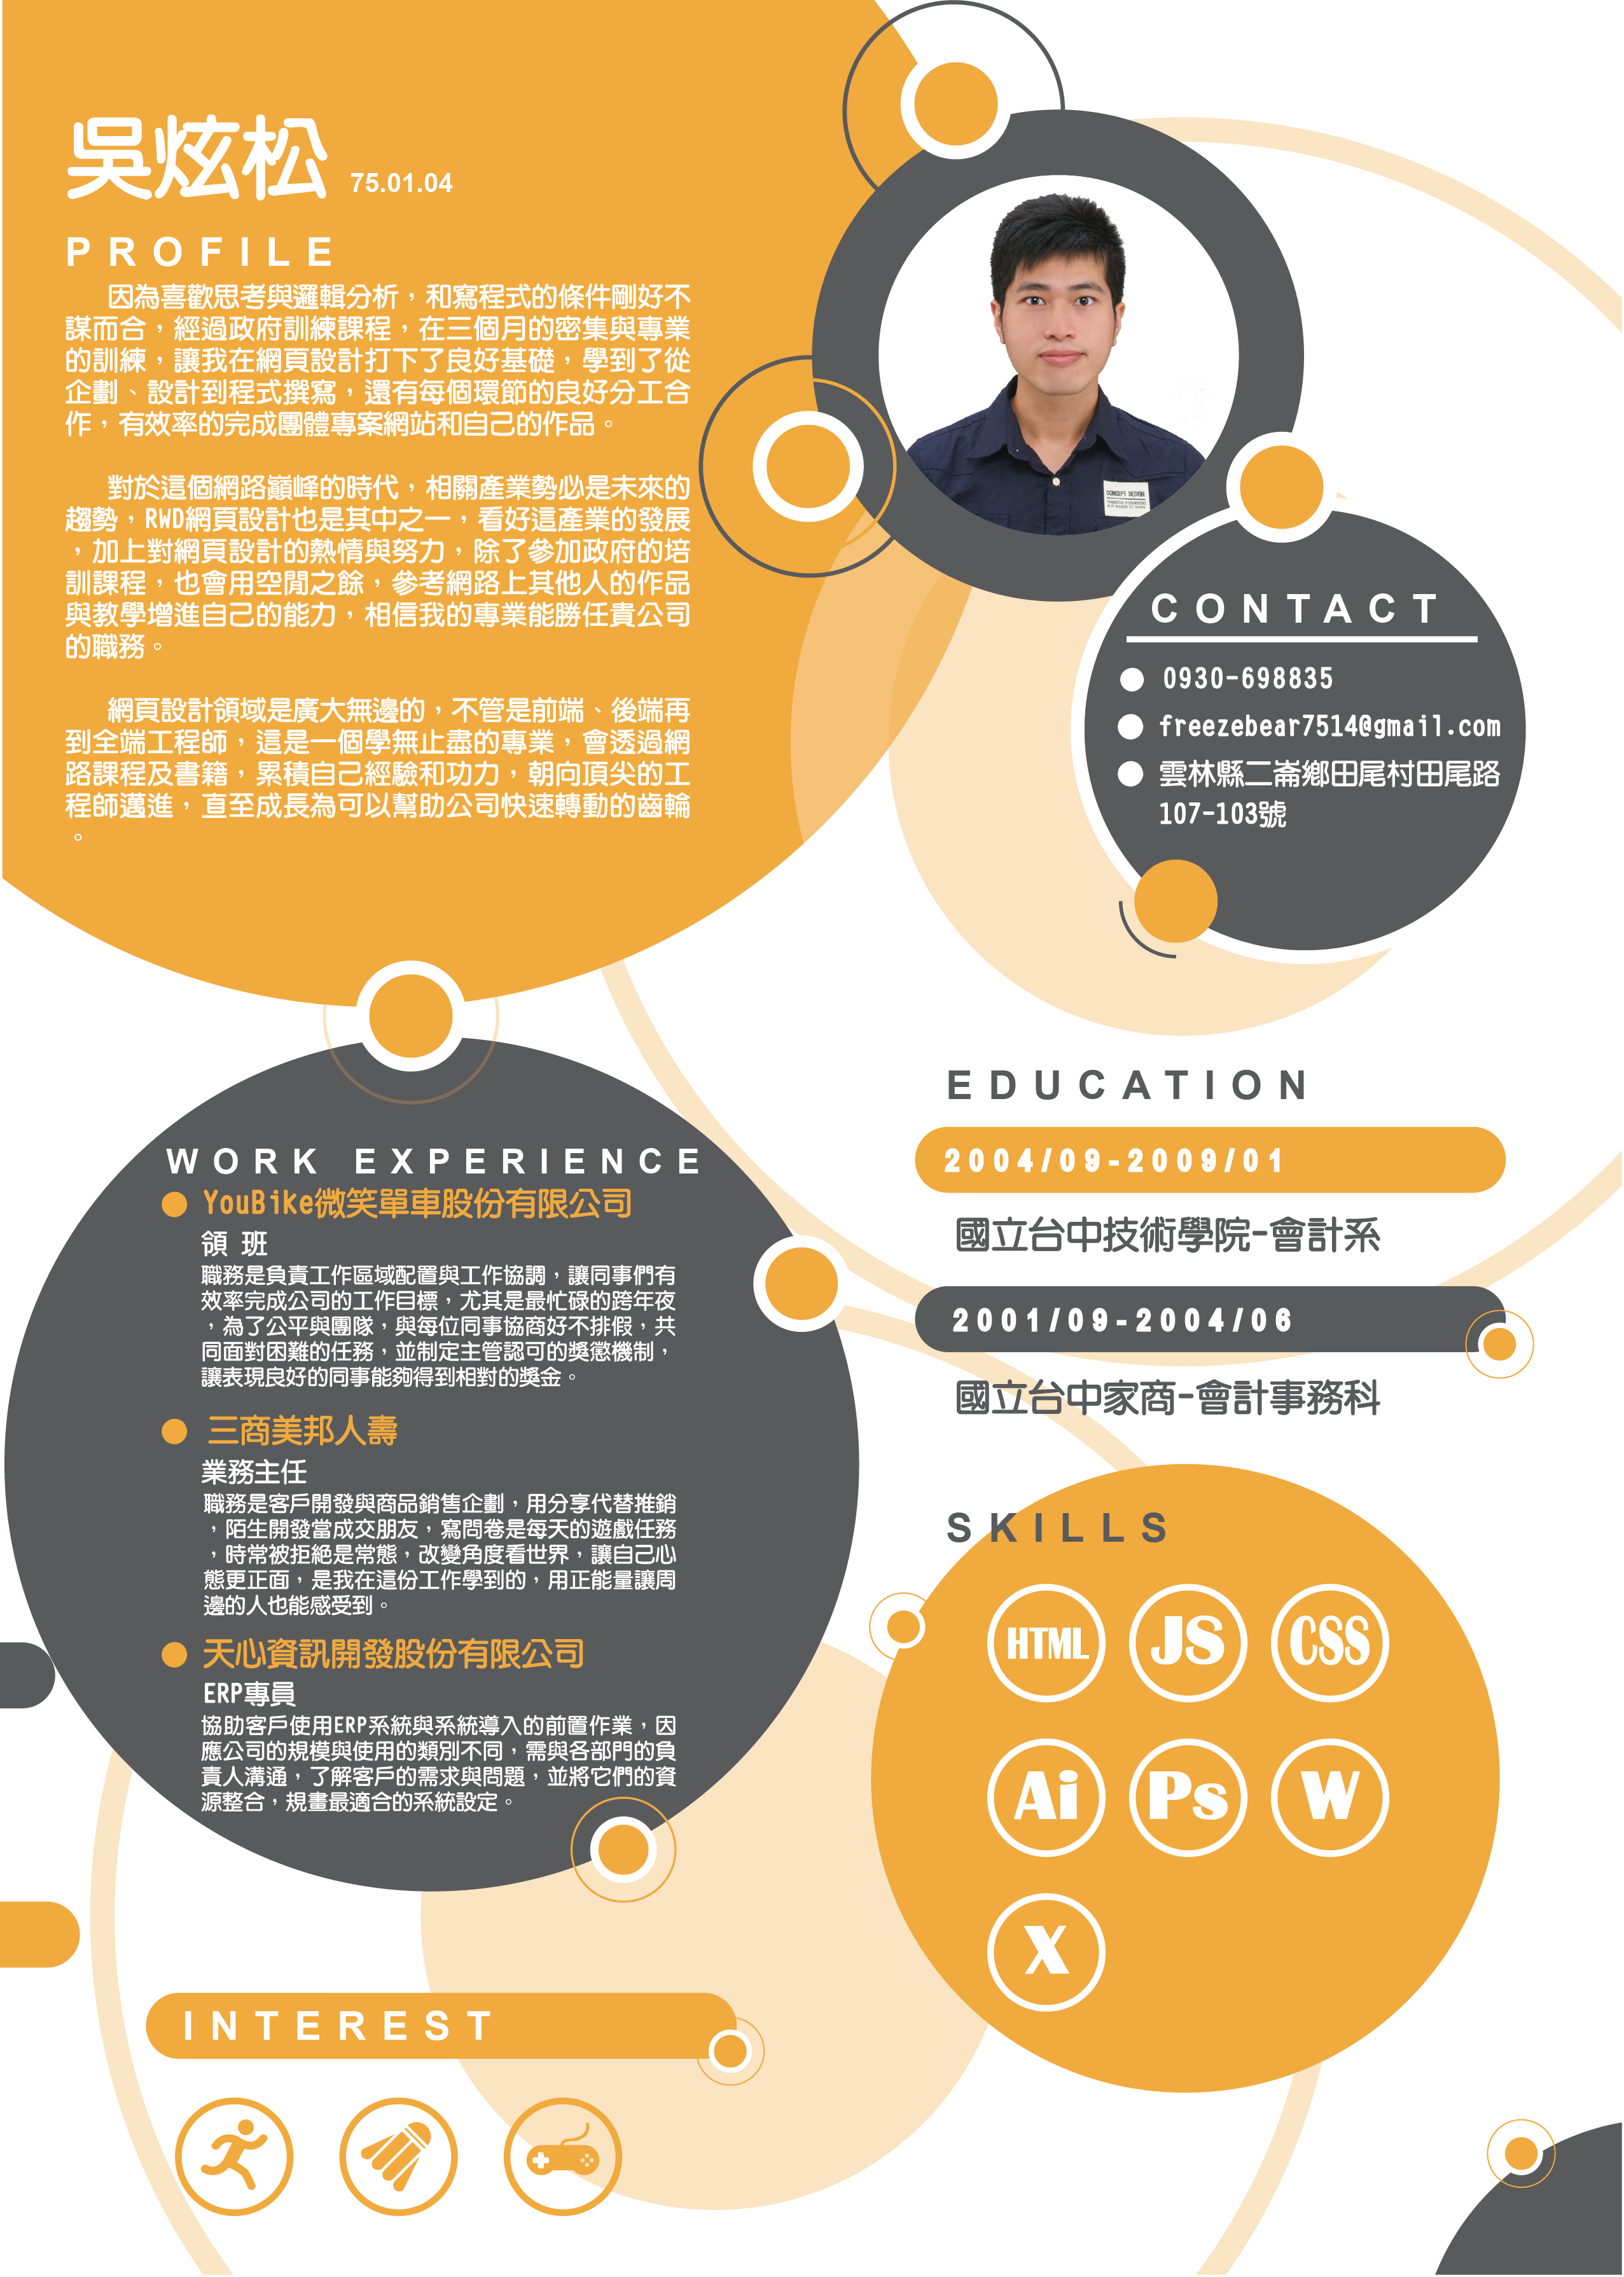 吳炫松 75.01.04
PROFILE
因為喜歡思考與邏輯分析，和寫程式的條件剛好不
謀而合，經過政府訓練課程，在三個月的密集與專業
的訓練，讓我在網頁設計打下了良好基礎，學到了從
企劃、設計到程式撰寫，還有每個環節的良好分工合
作，有效率的完成團體專案網站和自己的作品。
對於這個網路巔峰的時代，相關產業勢必是未來的
趨勢，RWD網頁設計也是其中之一，看好這產業的發展
，加上對網頁設計的熱情與努力，除了參加政府的培
訓課程，也會用空閒之餘，參考網路上其他人的作品
與教學增進自己的能力，相信我的專業能勝任貴公司
的職務。
網頁設計領域是廣大無邊的，不管是前端、後端再
到全端工程師，這是一個學無止盡的專業，會透過網
路課程及書籍，累積自己經驗和功力，朝向頂尖的工
程師邁進，直至成長為可以幫助公司快速轉動的齒輪
。
CONCEPT DESIGN
CONTACT
0930-698835
freezebear7514@gmail.com
雲林縣二崙鄉田尾村田尾路
107-103號
WORK EXPERIENCE
YouBike微笑單車股份有限公司
領 班
職務是負責工作區域配置與工作協調，讓同事們有
效率完成公司的工作目標，尤其是最忙碌的跨年夜
，為了公平與團隊，與每位同事協商好不排假，共
同面對困難的任務，並制定主管認可的獎懲機制，
讓表現良好的同事能夠得到相對的獎金。
三商美邦人壽
業務主任
職務是客戶開發與商品銷售企劃，用分享代替推銷
，陌生開發當成交朋友，寫問卷是每天的遊戲任務
，時常被拒絕是常態，改變角度看世界，讓自己心
態更正面，是我在這份工作學到的，用正能量讓周
邊的人也能感受到。
天心資訊開發股份有限公司
ERP專員
協助客戶使用ERP系統與系統導入的前置作業，因
應公司的規模與使用的類別不同，需與各部門的負
責人溝通，了解客戶的需求與問題，並將它們的資
源整合，規畫最適合的系統設定。
EDUCATION
2004/09-2009/01
國立台中技術學院-會計系
2001/09-2004/06
國立台中家商-會計事務科
SKILLS
HTML JS CSS
Ai Ps W
X
INTEREST